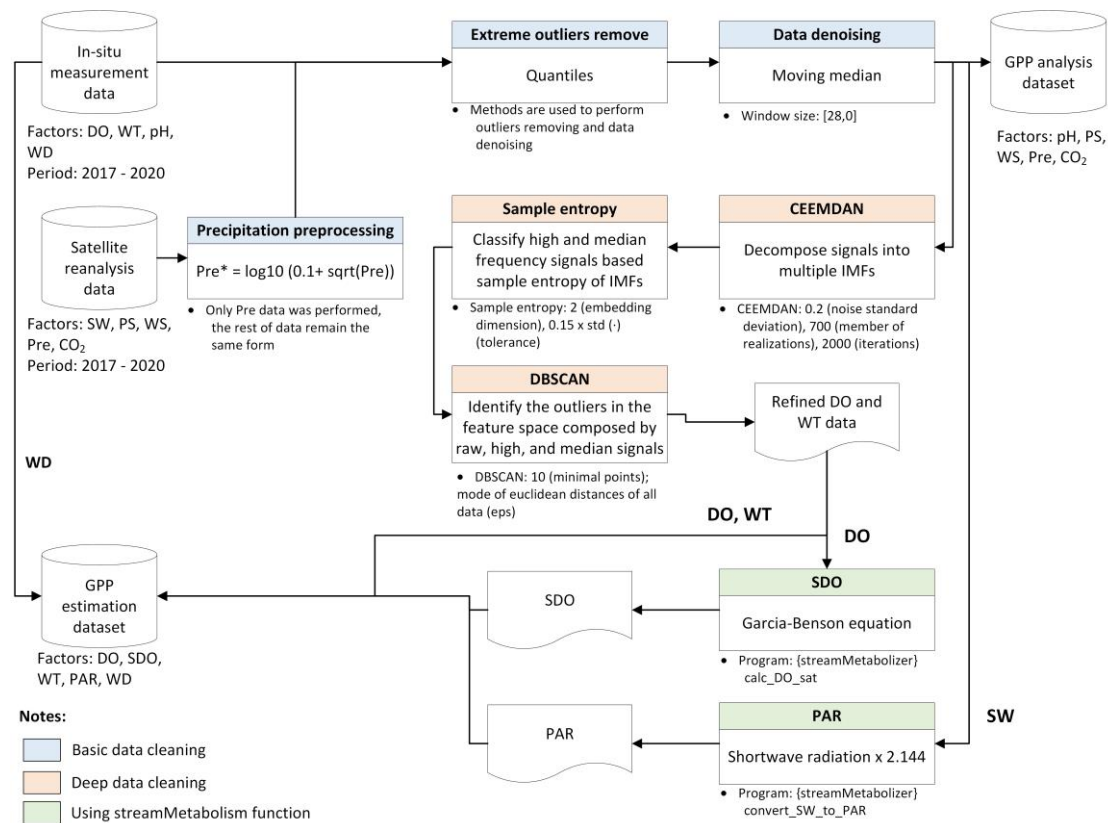 In-situ
measurement
data
Factors: DO, WT, pH,
WD
Period: 2017 - 2020
Extreme outliers remove
Quantiles
• Methods are used to perform
outliers removing and data
denoising
Data denoising
Moving median
• Window size: [28,0]
GPP analysis
dataset
Factors: pH, PS,
WS, Pre, CO₂
Satellite
reanalysis
data
Factors: SW, PS, WS,
Pre, CO₂
Period: 2017 - 2020
Precipitation preprocessing
Pre* = log10 (0.1+ sqrt(Pre))
• Only Pre data was performed,
the rest of data remain the
same form
Sample entropy
Classify high and median
frequency signals based
sample entropy of IMFs
• Sample entropy: 2 (embedding
dimension), 0.15 x std (·)
(tolerance)
CEEMDAN
Decompose signals into
multiple IMFs
• CEEMDAN: 0.2 (noise standard
deviation), 700 (member of
realizations), 2000 (iterations)
DBSCAN
Identify the outliers in the
feature space composed by
raw, high, and median signals
• DBSCAN: 10 (minimal points);
mode of euclidean distances of all
data (eps)
Refined DO and
WT data
WD
DO, WT
DO
GPP
estimation
dataset
Factors: DO, SDO,
WT, PAR, WD
SDO
SDO
Garcia-Benson equation
• Program: {streamMetabolizer}
calc_DO_sat
PAR
PAR
Shortwave radiation x 2.144
• Program: {streamMetabolizer}
convert_SW_to_PAR
SW
Notes:
Basic data cleaning
Deep data cleaning
Using streamMetabolism function